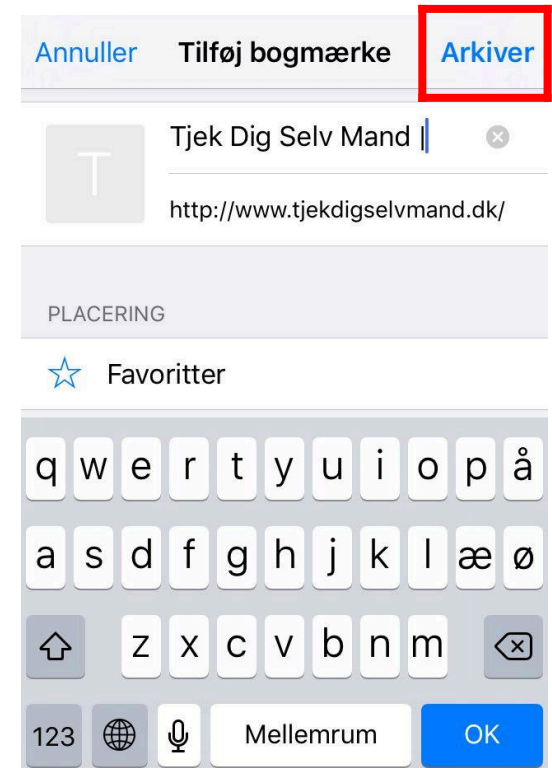 Annuller Tilføj bogmærke Arkiver
T
Tjek Dig Selv Mand |
http://www.tjekdigselvmand.dk/
PLACERING
Favoritter
q w e r t y u i o p å
a s d f g h j k l æ ø
z x c v b n m
123 Mellemrum OK